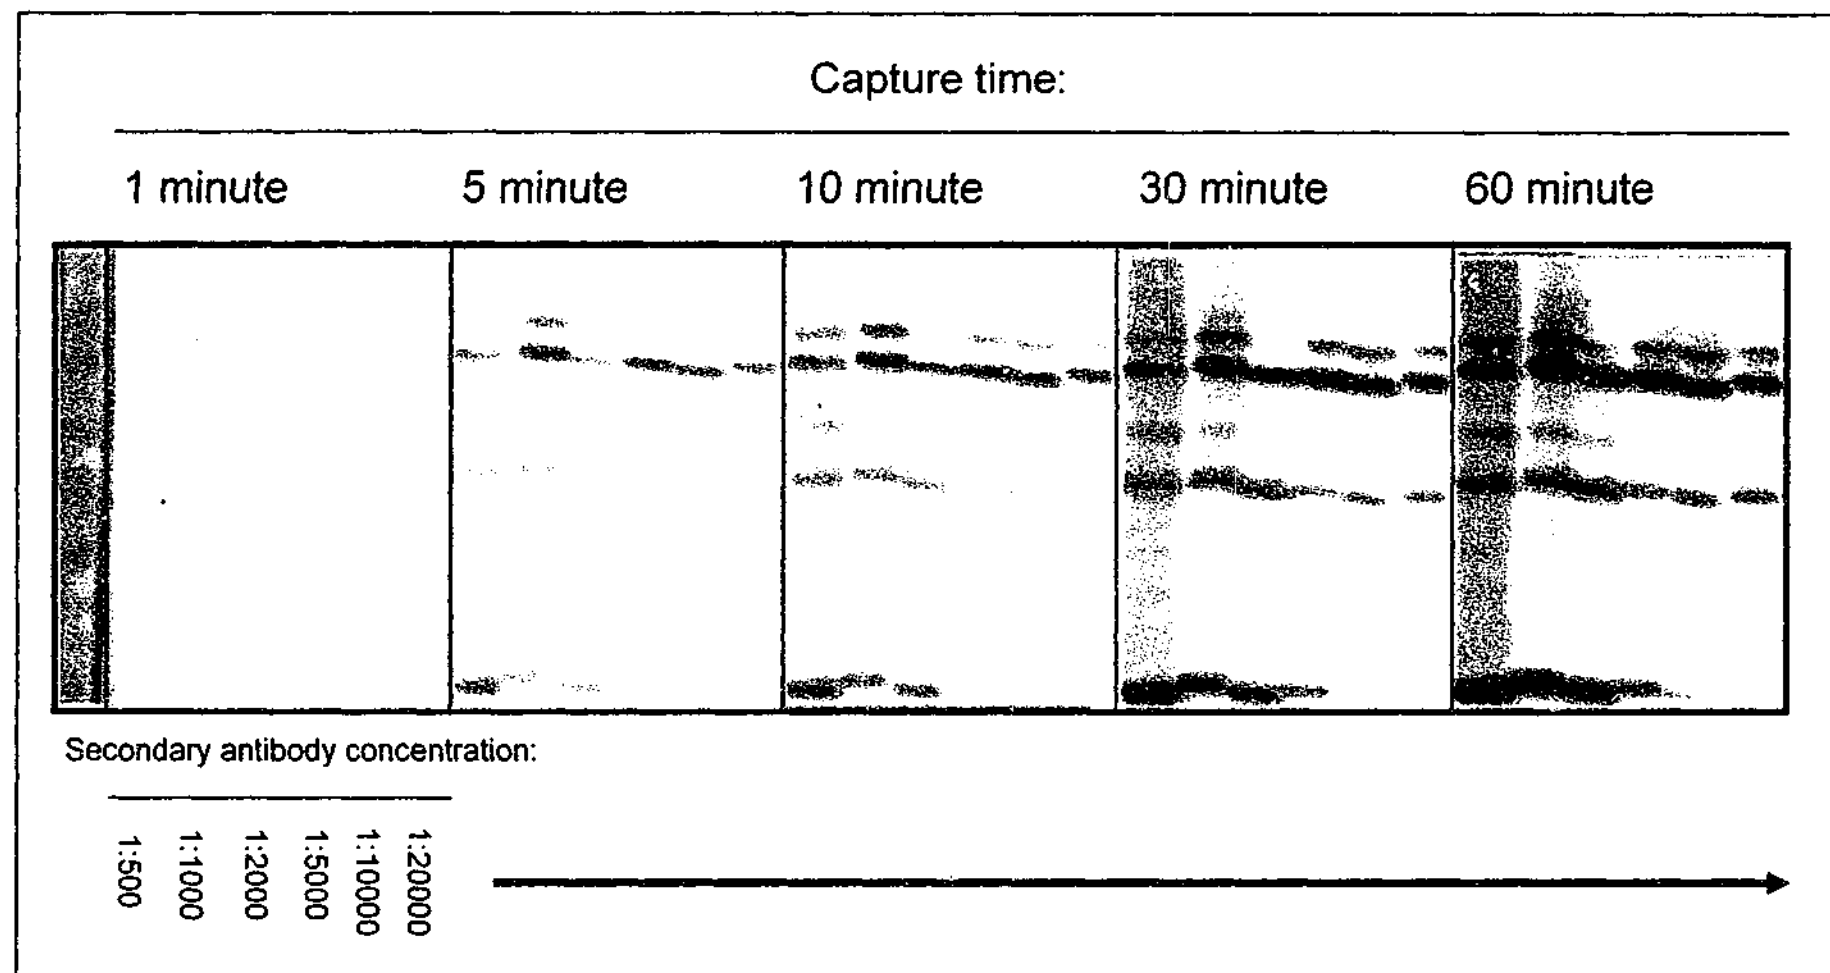 Capture time:
1 minute 5 minute 10 minute 30 minute 60 minute
Secondary antibody concentration:
1:500
1:1000
1:2000
1:5000
1:10000
1:20000